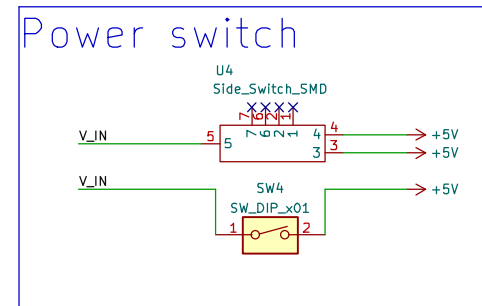 Power switch
U4
Side_Switch_SMD
7 6 2 1
7 6 2 1
V_IN 5 5 4 4 +5V
3 3 +5V
V_IN +5V
SW4
SW_DIP_x01
1 2